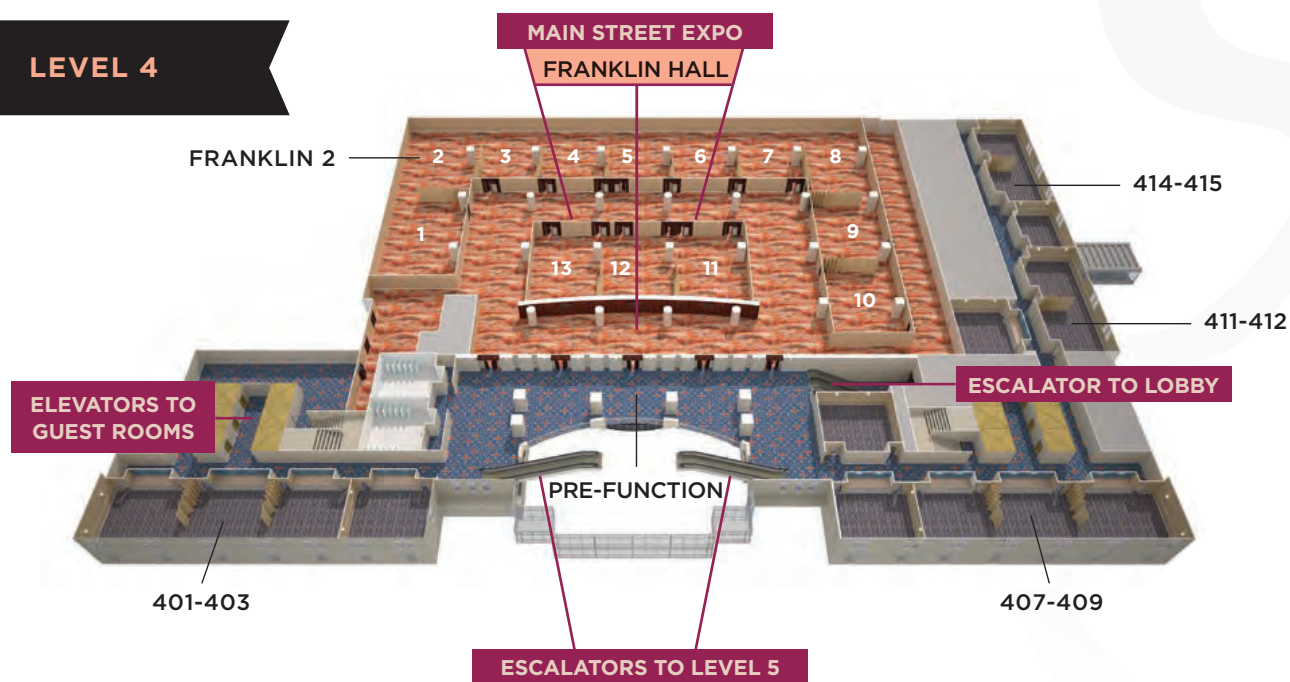 LEVEL 4
MAIN STREET EXPO
FRANKLIN HALL
FRANKLIN 2
2
3
4
5
6
7
8
414-415
1
9
13
12
11
10
411-412
ESCALATOR TO LOBBY
ELEVATORS TO
GUEST ROOMS
PRE-FUNCTION
401-403
407-409
ESCALATORS TO LEVEL 5